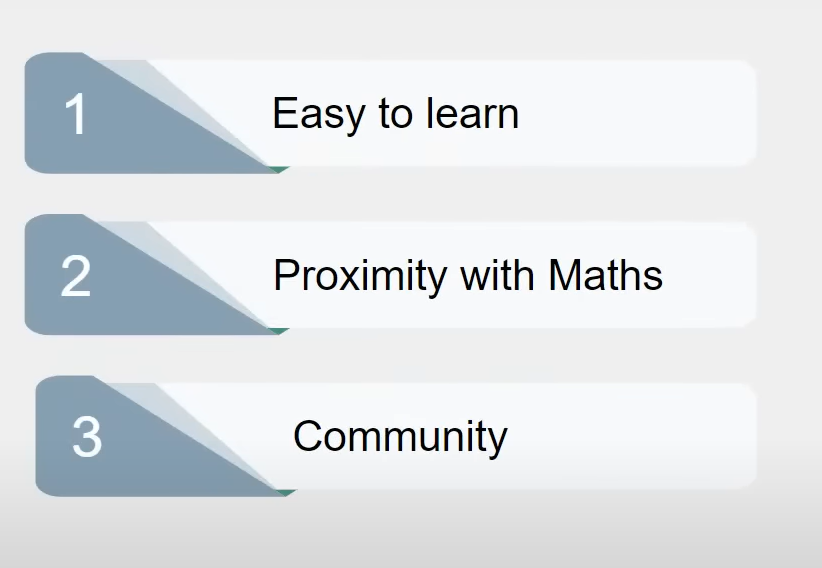 1 Easy to learn
2 Proximity with Maths
3 Community